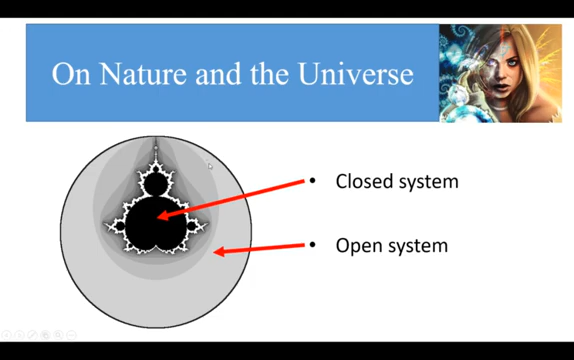 On Nature and the Universe
• Closed system
• Open system